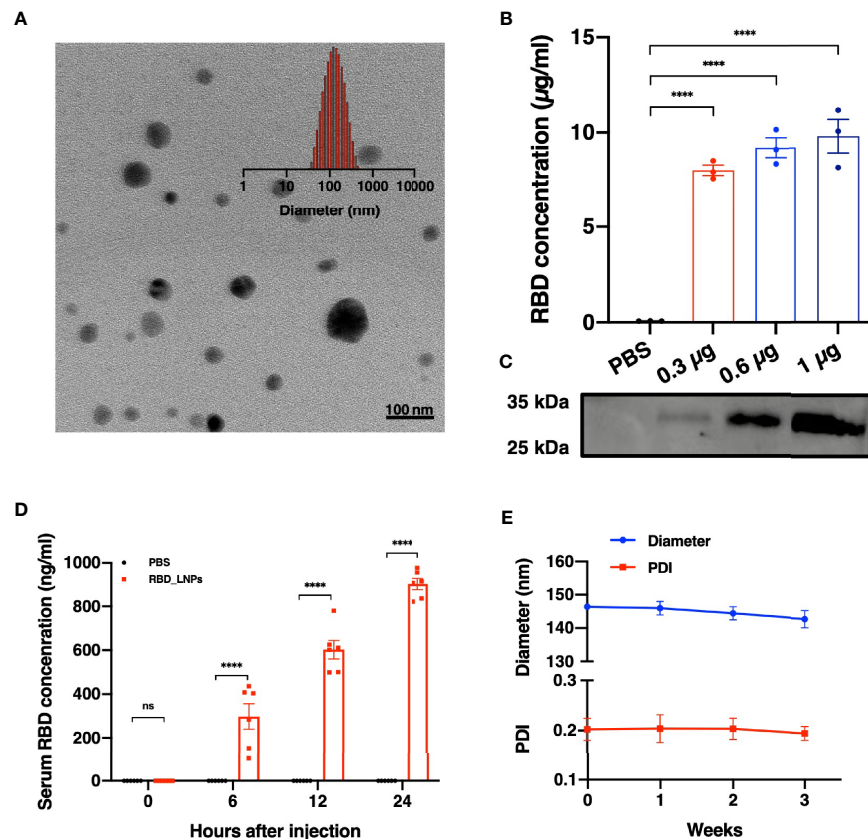 A
1 10 100 1000 10000
Diameter (nm)
100 nm
B
RBD concentration (µg/ml)
15
10
5
0
****
****
****
PBS 0.3 µg 0.6 µg 1 µg
C
35 kDa
25 kDa
D
Serum RBD concenration (ng/ml)
1000
800
600
400
200
0
PBS
RBD_LNPs
ns
****
****
****
0 6 12 24
Hours after injection
E
Diameter
PDI
Diameter (nm)
160
150
140
130
PDI
0.3
0.2
0.1
0 1 2 3
Weeks